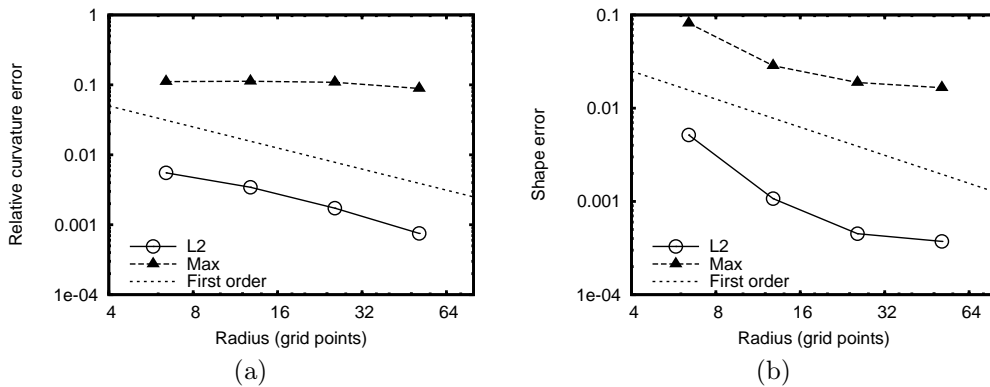 Relative curvature error
1
0.1
0.01
0.001
1e-04
L2
Max
First order
4 8 16 32 64
Radius (grid points)
(a)
Shape error
0.1
0.01
0.001
1e-04
L2
Max
First order
4 8 16 32 64
Radius (grid points)
(b)